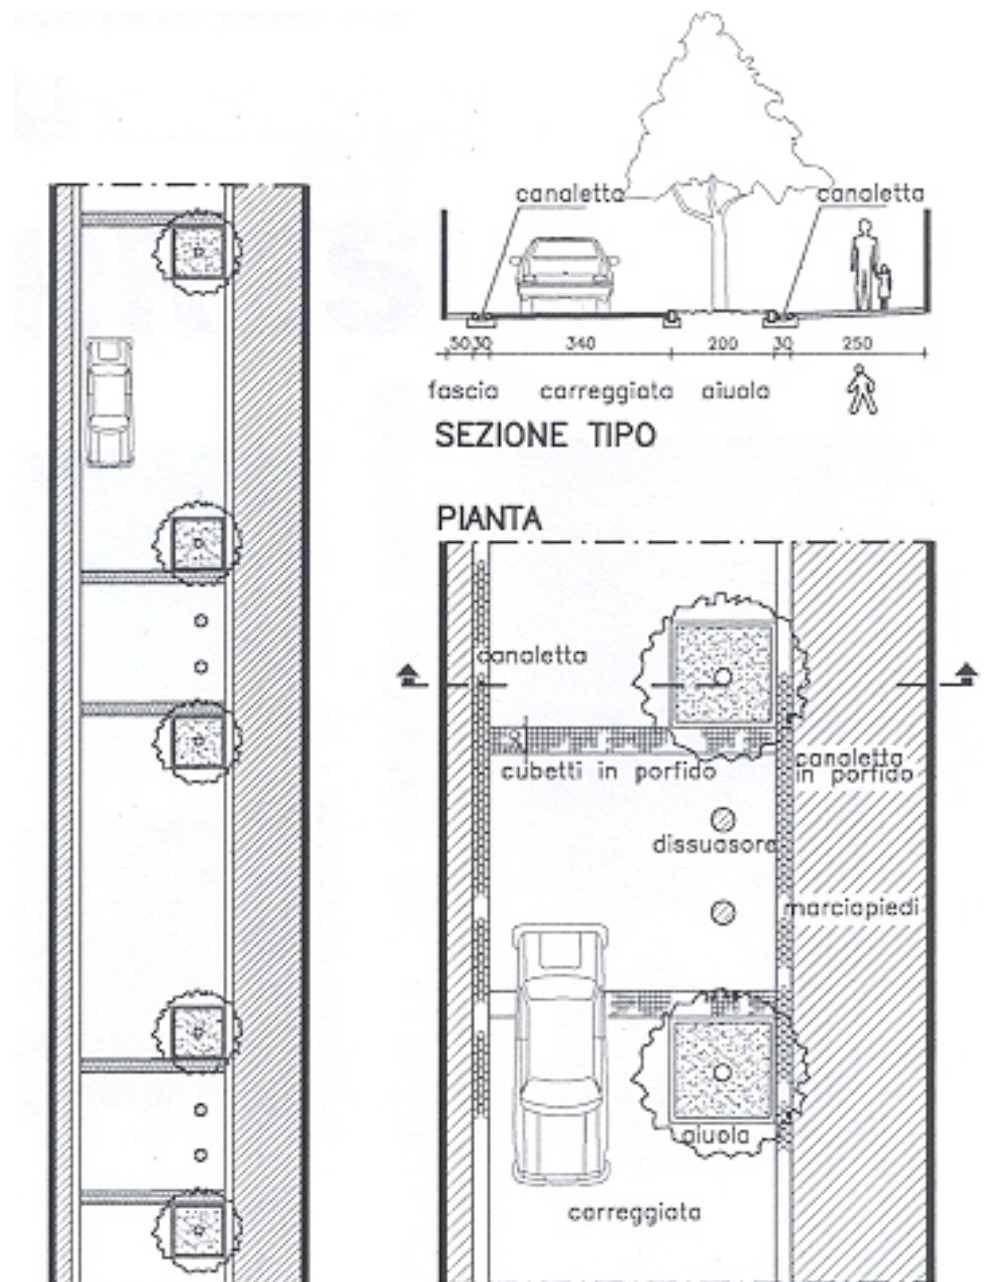 canaletta canaletta
50 30 340 200 30 250
fascia carreggiata aiuola
SEZIONE TIPO
PIANTA
canaletta
canaletta
in porfido
cubetti in porfido
dissuasore
marciapiedi
aiuola
carreggiata